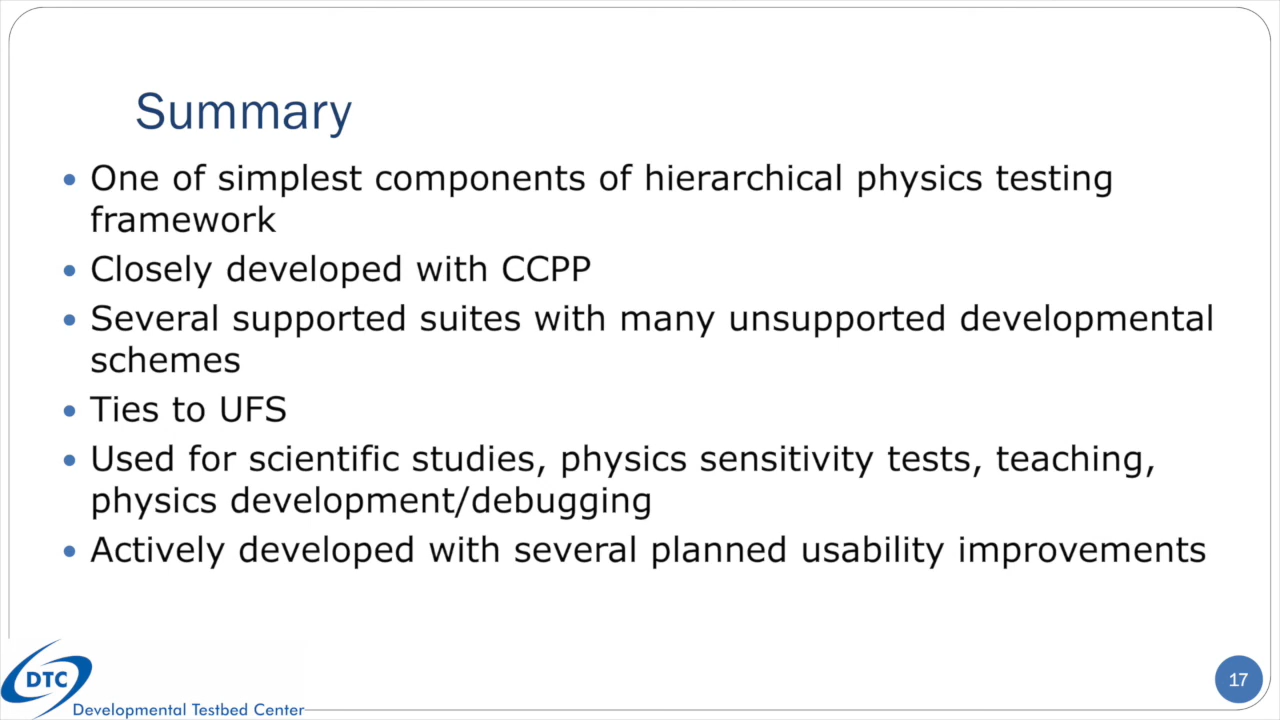 Summary
• One of simplest components of hierarchical physics testing
framework
• Closely developed with CCPP
• Several supported suites with many unsupported developmental
schemes
• Ties to UFS
• Used for scientific studies, physics sensitivity tests, teaching,
physics development/debugging
• Actively developed with several planned usability improvements
DTC
Developmental Testbed Center
17